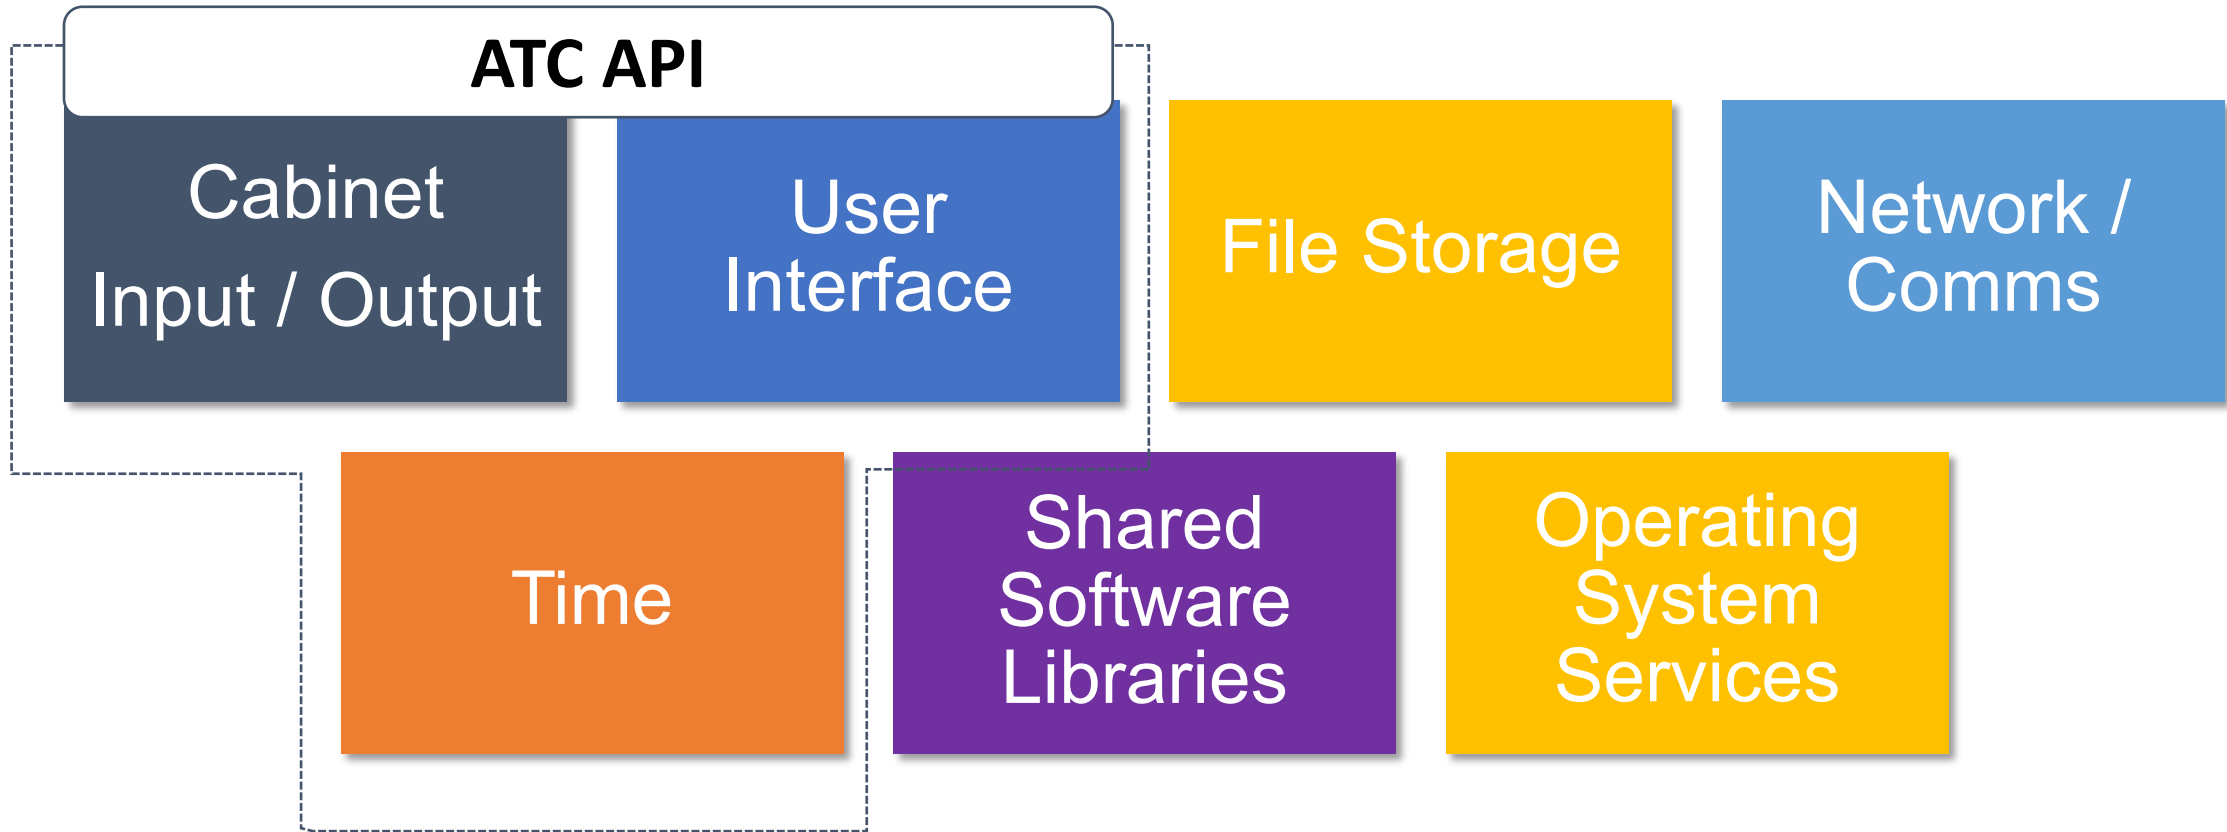 ATC API
Cabinet
Input / Output
User
Interface
File Storage
Network /
Comms
Time
Shared
Software
Libraries
Operating
System
Services